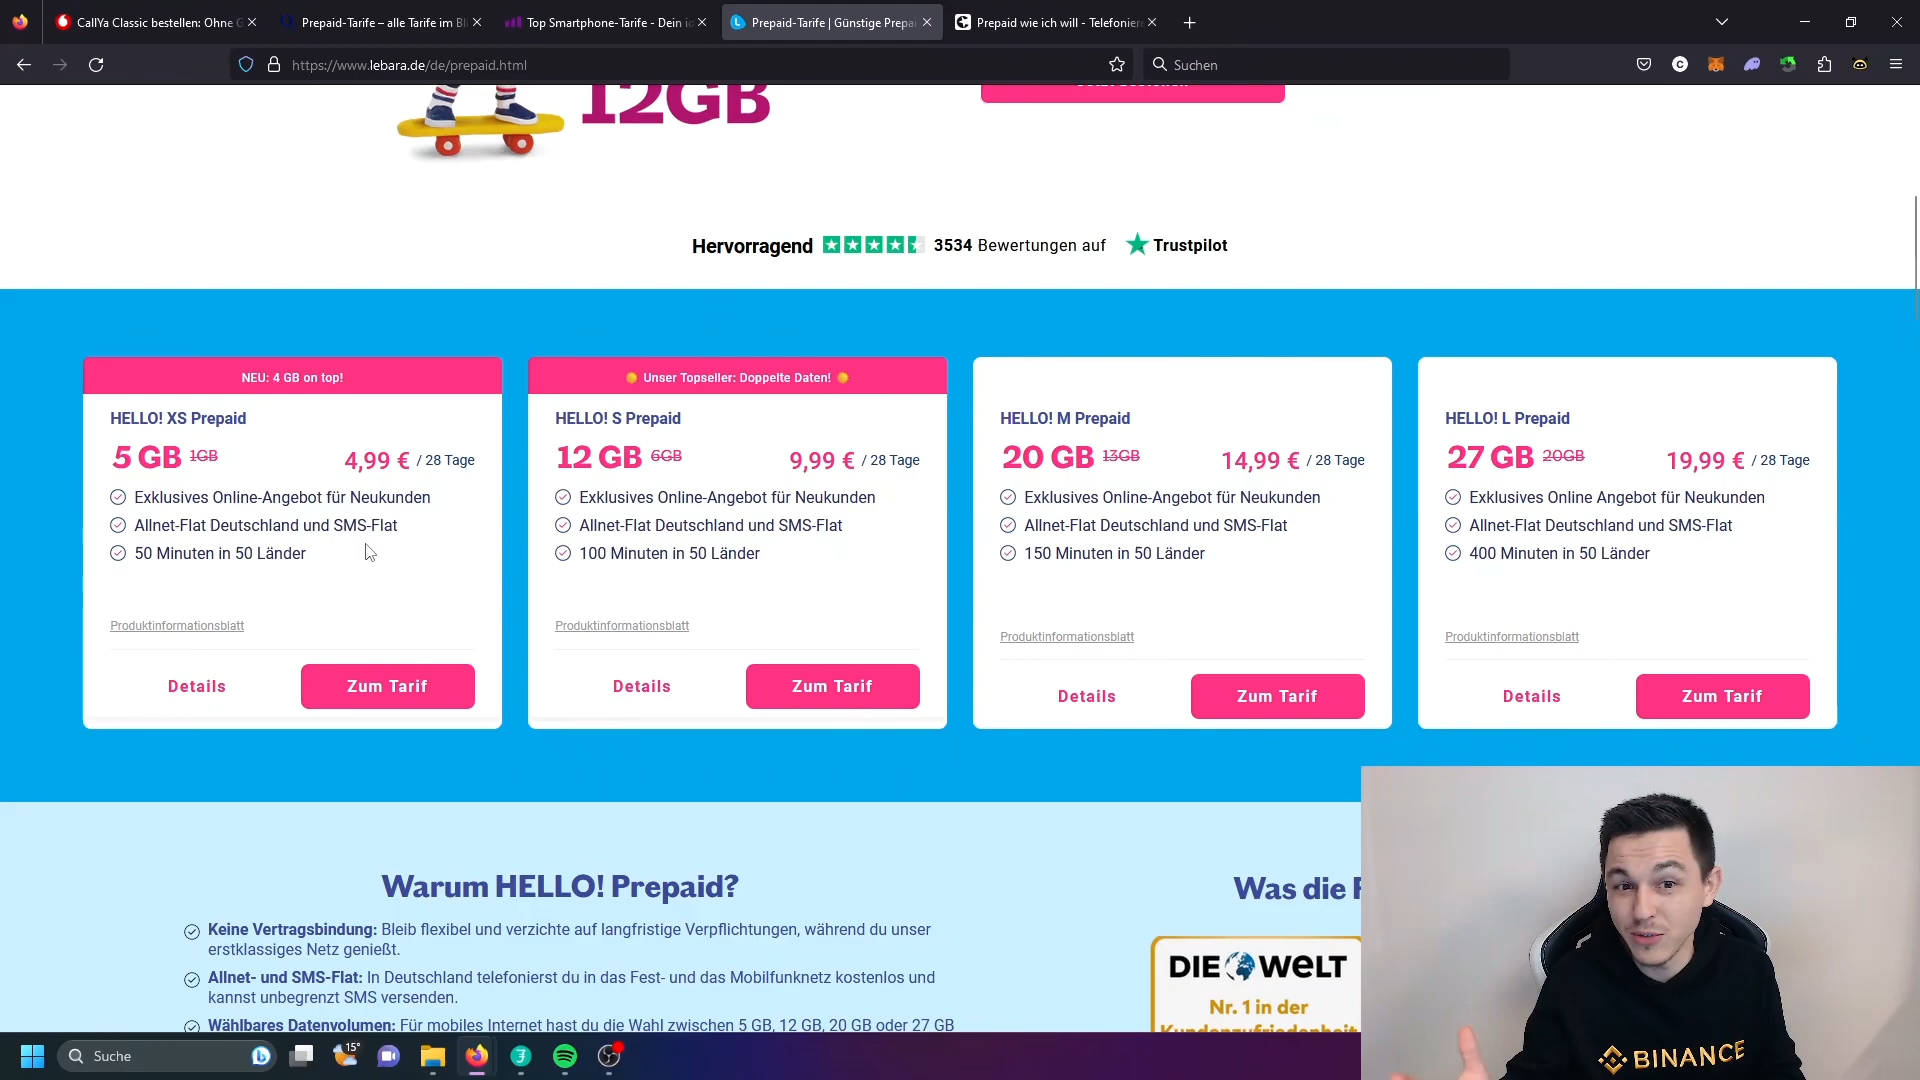 CallYa Classic bestellen: Ohne G
Prepaid-Tarife – alle Tarife im Bl
Top Smartphone-Tarife - Dein id
Prepaid-Tarife | Günstige Prepai
Prepaid wie ich will - Telefoniere
https://www.lebara.de/de/prepaid.html
Suchen
12GB
Hervorragend 3534 Bewertungen auf Trustpilot
NEU: 4 GB on top!
HELLO! XS Prepaid
5 GB 1GB 4,99 € / 28 Tage
Exklusives Online-Angebot für Neukunden
Allnet-Flat Deutschland und SMS-Flat
50 Minuten in 50 Länder
Produktinformationsblatt
Details Zum Tarif
Unser Topseller: Doppelte Daten!
HELLO! S Prepaid
12 GB 6GB 9,99 € / 28 Tage
Exklusives Online-Angebot für Neukunden
Allnet-Flat Deutschland und SMS-Flat
100 Minuten in 50 Länder
Produktinformationsblatt
Details Zum Tarif
HELLO! M Prepaid
20 GB 13GB 14,99 € / 28 Tage
Exklusives Online-Angebot für Neukunden
Allnet-Flat Deutschland und SMS-Flat
150 Minuten in 50 Länder
Produktinformationsblatt
Details Zum Tarif
HELLO! L Prepaid
27 GB 20GB 19,99 € / 28 Tage
Exklusives Online Angebot für Neukunden
Allnet-Flat Deutschland und SMS-Flat
400 Minuten in 50 Länder
Produktinformationsblatt
Details Zum Tarif
Warum HELLO! Prepaid?
Keine Vertragsbindung: Bleib flexibel und verzichte auf langfristige Verpflichtungen, während du unser
erstklassiges Netz genießt.
Allnet- und SMS-Flat: In Deutschland telefonierst du in das Fest- und das Mobilfunknetz kostenlos und
kannst unbegrenzt SMS versenden.
Wählbares Datenvolumen: Für mobiles Internet hast du die Wahl zwischen 5 GB, 12 GB, 20 GB oder 27 GB
Was die
DIE WELT
Nr. 1 in der
Kundenzufriedenheit
BINANCE
Suche
15°